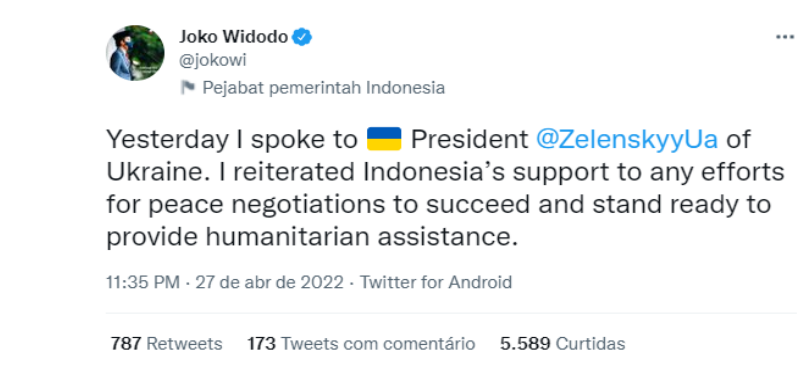 Joko Widodo
@jokowi
Pejabat pemerintah Indonesia
Yesterday I spoke to 🇺🇦 President @ZelenskyyUa of
Ukraine. I reiterated Indonesia’s support to any efforts
for peace negotiations to succeed and stand ready to
provide humanitarian assistance.
11:35 PM · 27 de abr de 2022 · Twitter for Android
787 Retweets 173 Tweets com comentário 5.589 Curtidas